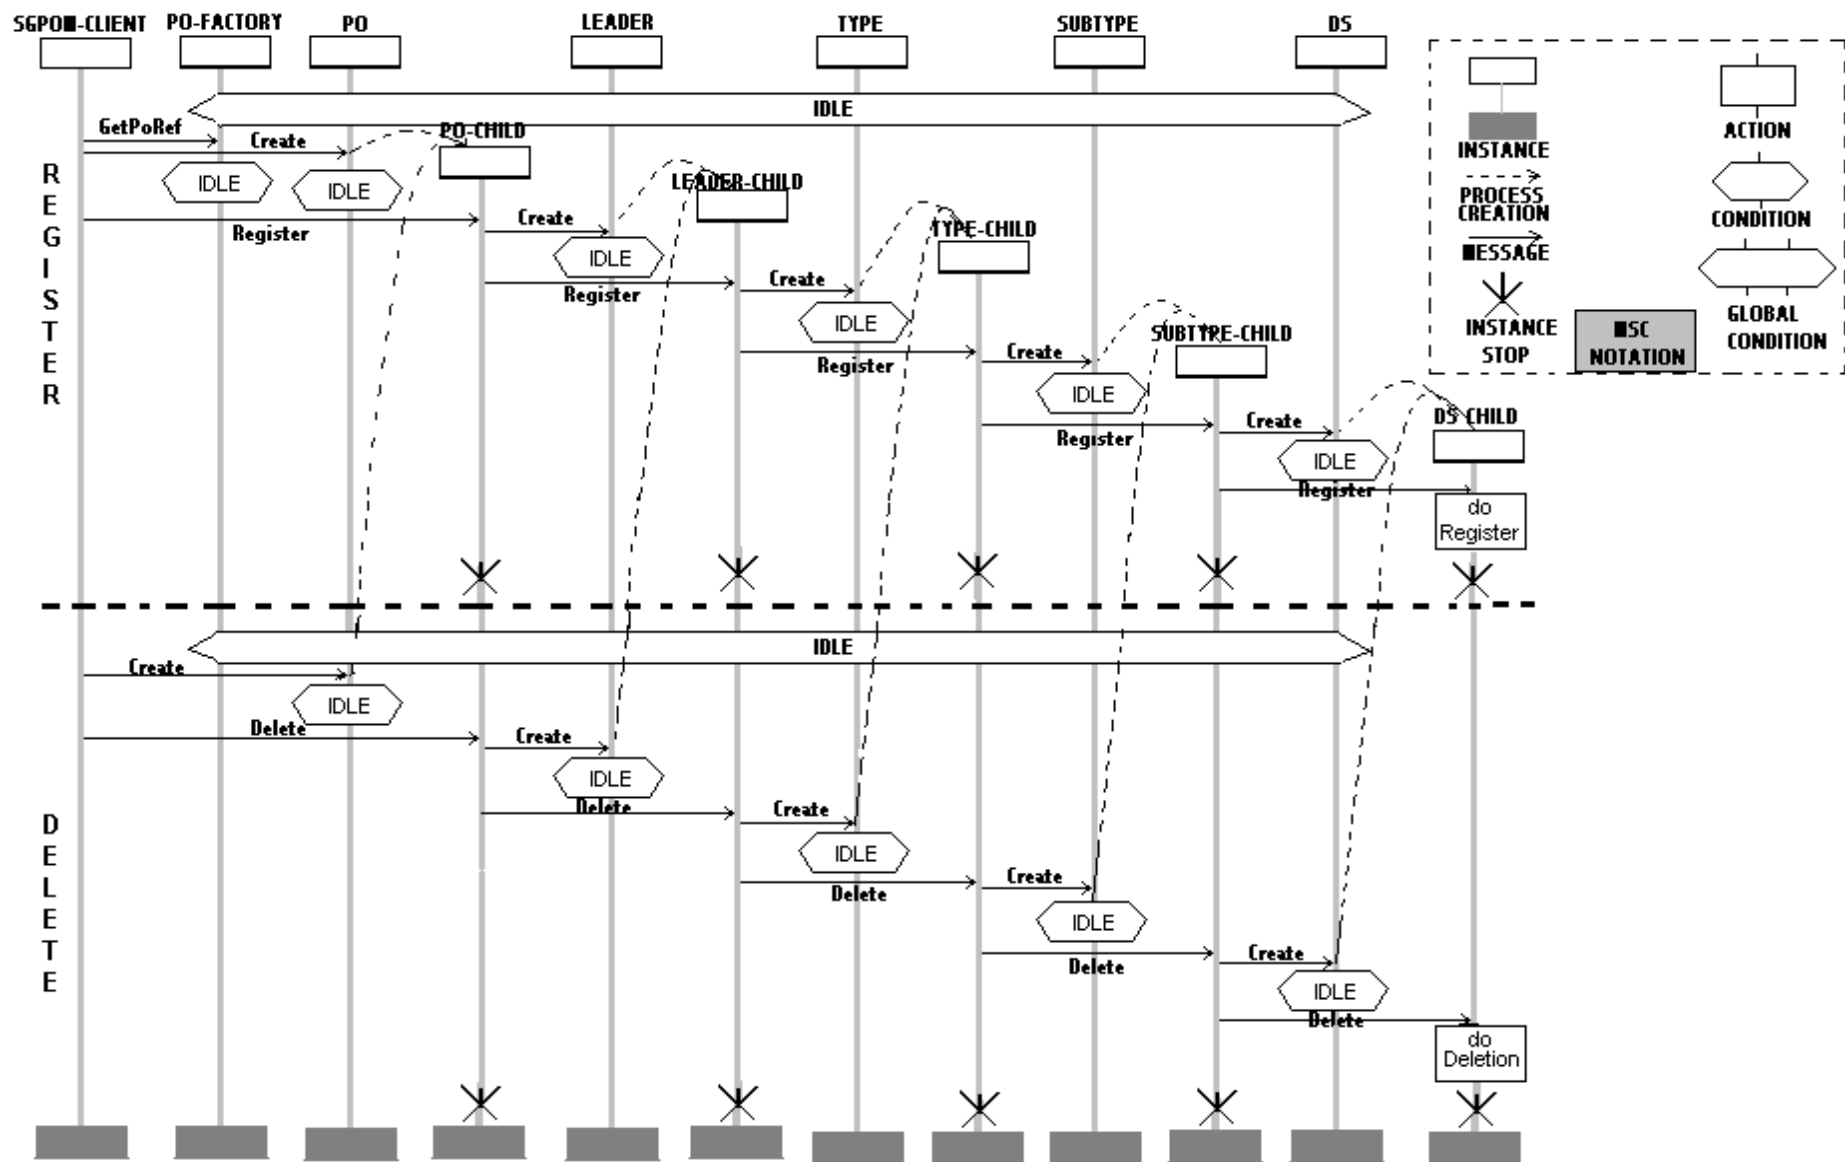 SGPOM-CLIENT PO-FACTORY PO LEADER TYPE SUBTYPE DS
IDLE
GetPoRef
Create
PO-CHILD
IDLE
IDLE
LEADER-CHILD
Register
Create
TYPE-CHILD
IDLE
Register
Create
IDLE
SUBTYPE-CHILD
Register
Create
IDLE
DS CHILD
Register
Create
IDLE
Register
do
Register
REGISTER
IDLE
Create
IDLE
Delete
Create
IDLE
Delete
Create
IDLE
Delete
Create
IDLE
Delete
Create
IDLE
Delete
do
Deletion
DELETE
INSTANCE
PROCESS
CREATION
MESSAGE
INSTANCE
STOP
ACTION
CONDITION
GLOBAL
CONDITION
MSC
NOTATION